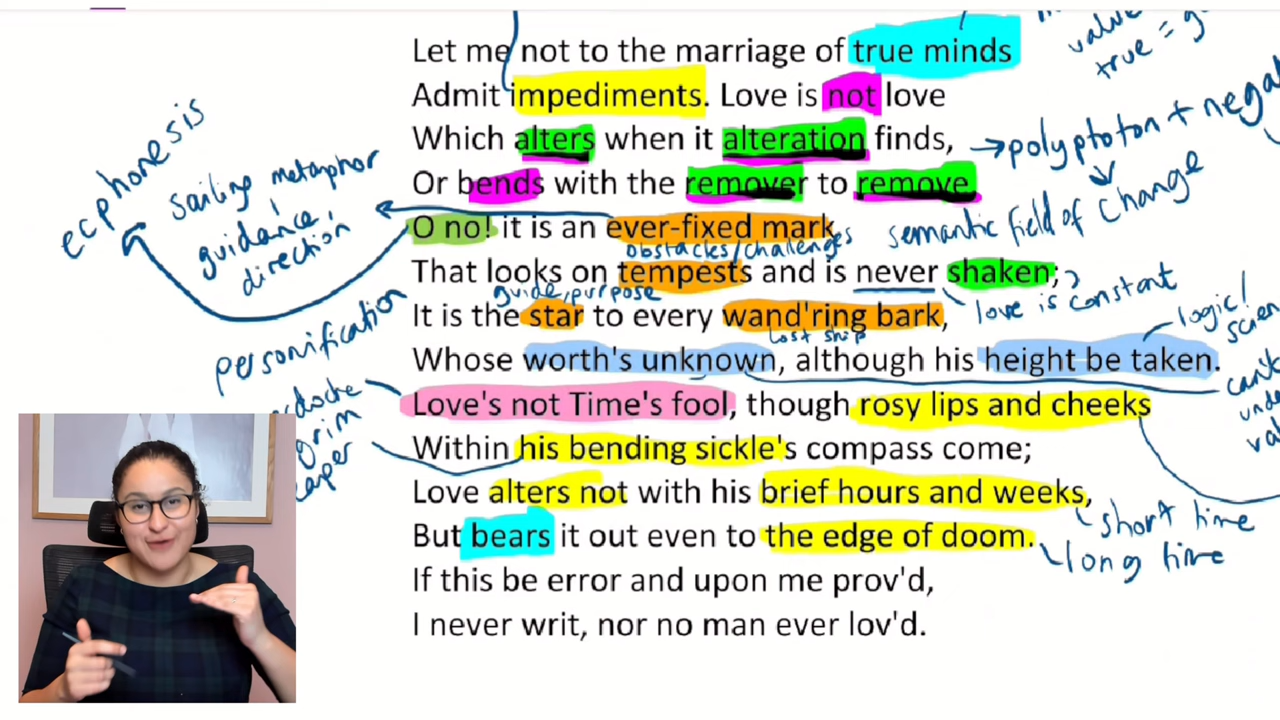 value
true =
Let me not to the marriage of true minds
Admit impediments. Love is not love
Which alters when it alteration finds,
→polyptoton +
Or bends with the remover to remove
ecphonesis
sailing metaphor
guidance,
direction
O no! it is an ever-fixed mark
semantic field of change
obstacles/challenges
That looks on tempests and is never shaken;
love is constant
guide, purpose
It is the star to every wand'ring bark,
logic/
lost ship
Whose worth's unknown, although his height be taken.
personification
Love's not Time's fool, though rosy lips and cheeks
grim
Within his bending sickle's compass come;
Love alters not with his brief hours and weeks,
short time
But bears it out even to the edge of doom.
long time
If this be error and upon me prov'd,
I never writ, nor no man ever lov'd.